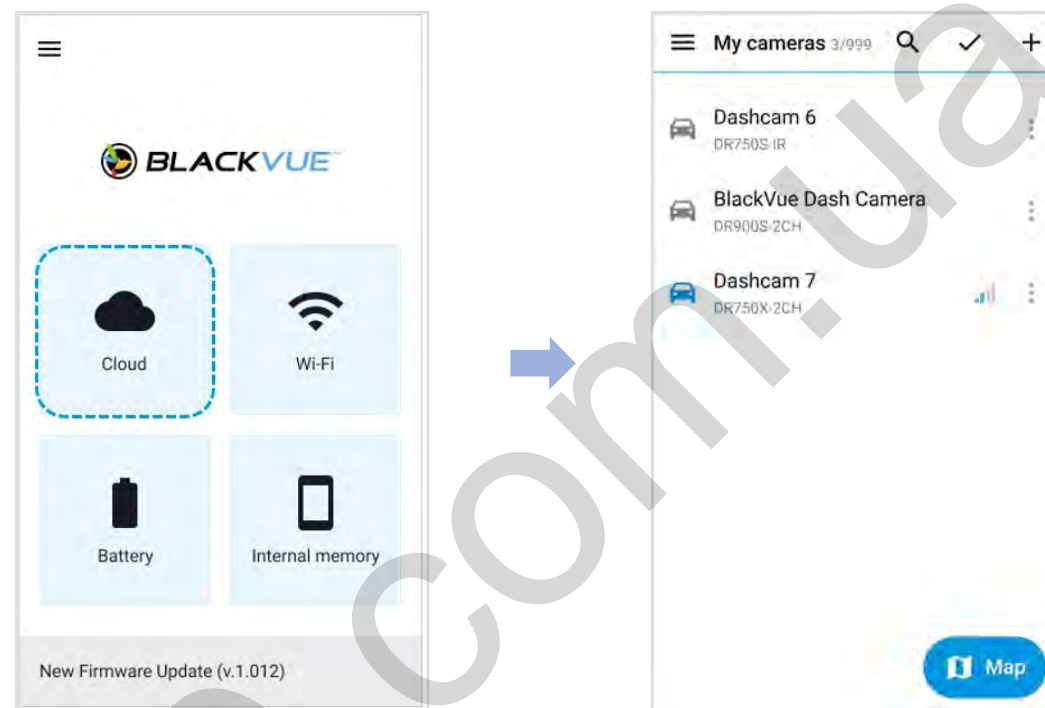 BLACKVUE
Cloud
Wi-Fi
Battery
Internal memory
New Firmware Update (v.1.012)
My cameras 3/999
Dashcam 6
DR750S-IR
BlackVue Dash Camera
DR900S-2CH
Dashcam 7
DR750X-2CH
Map
com.ua